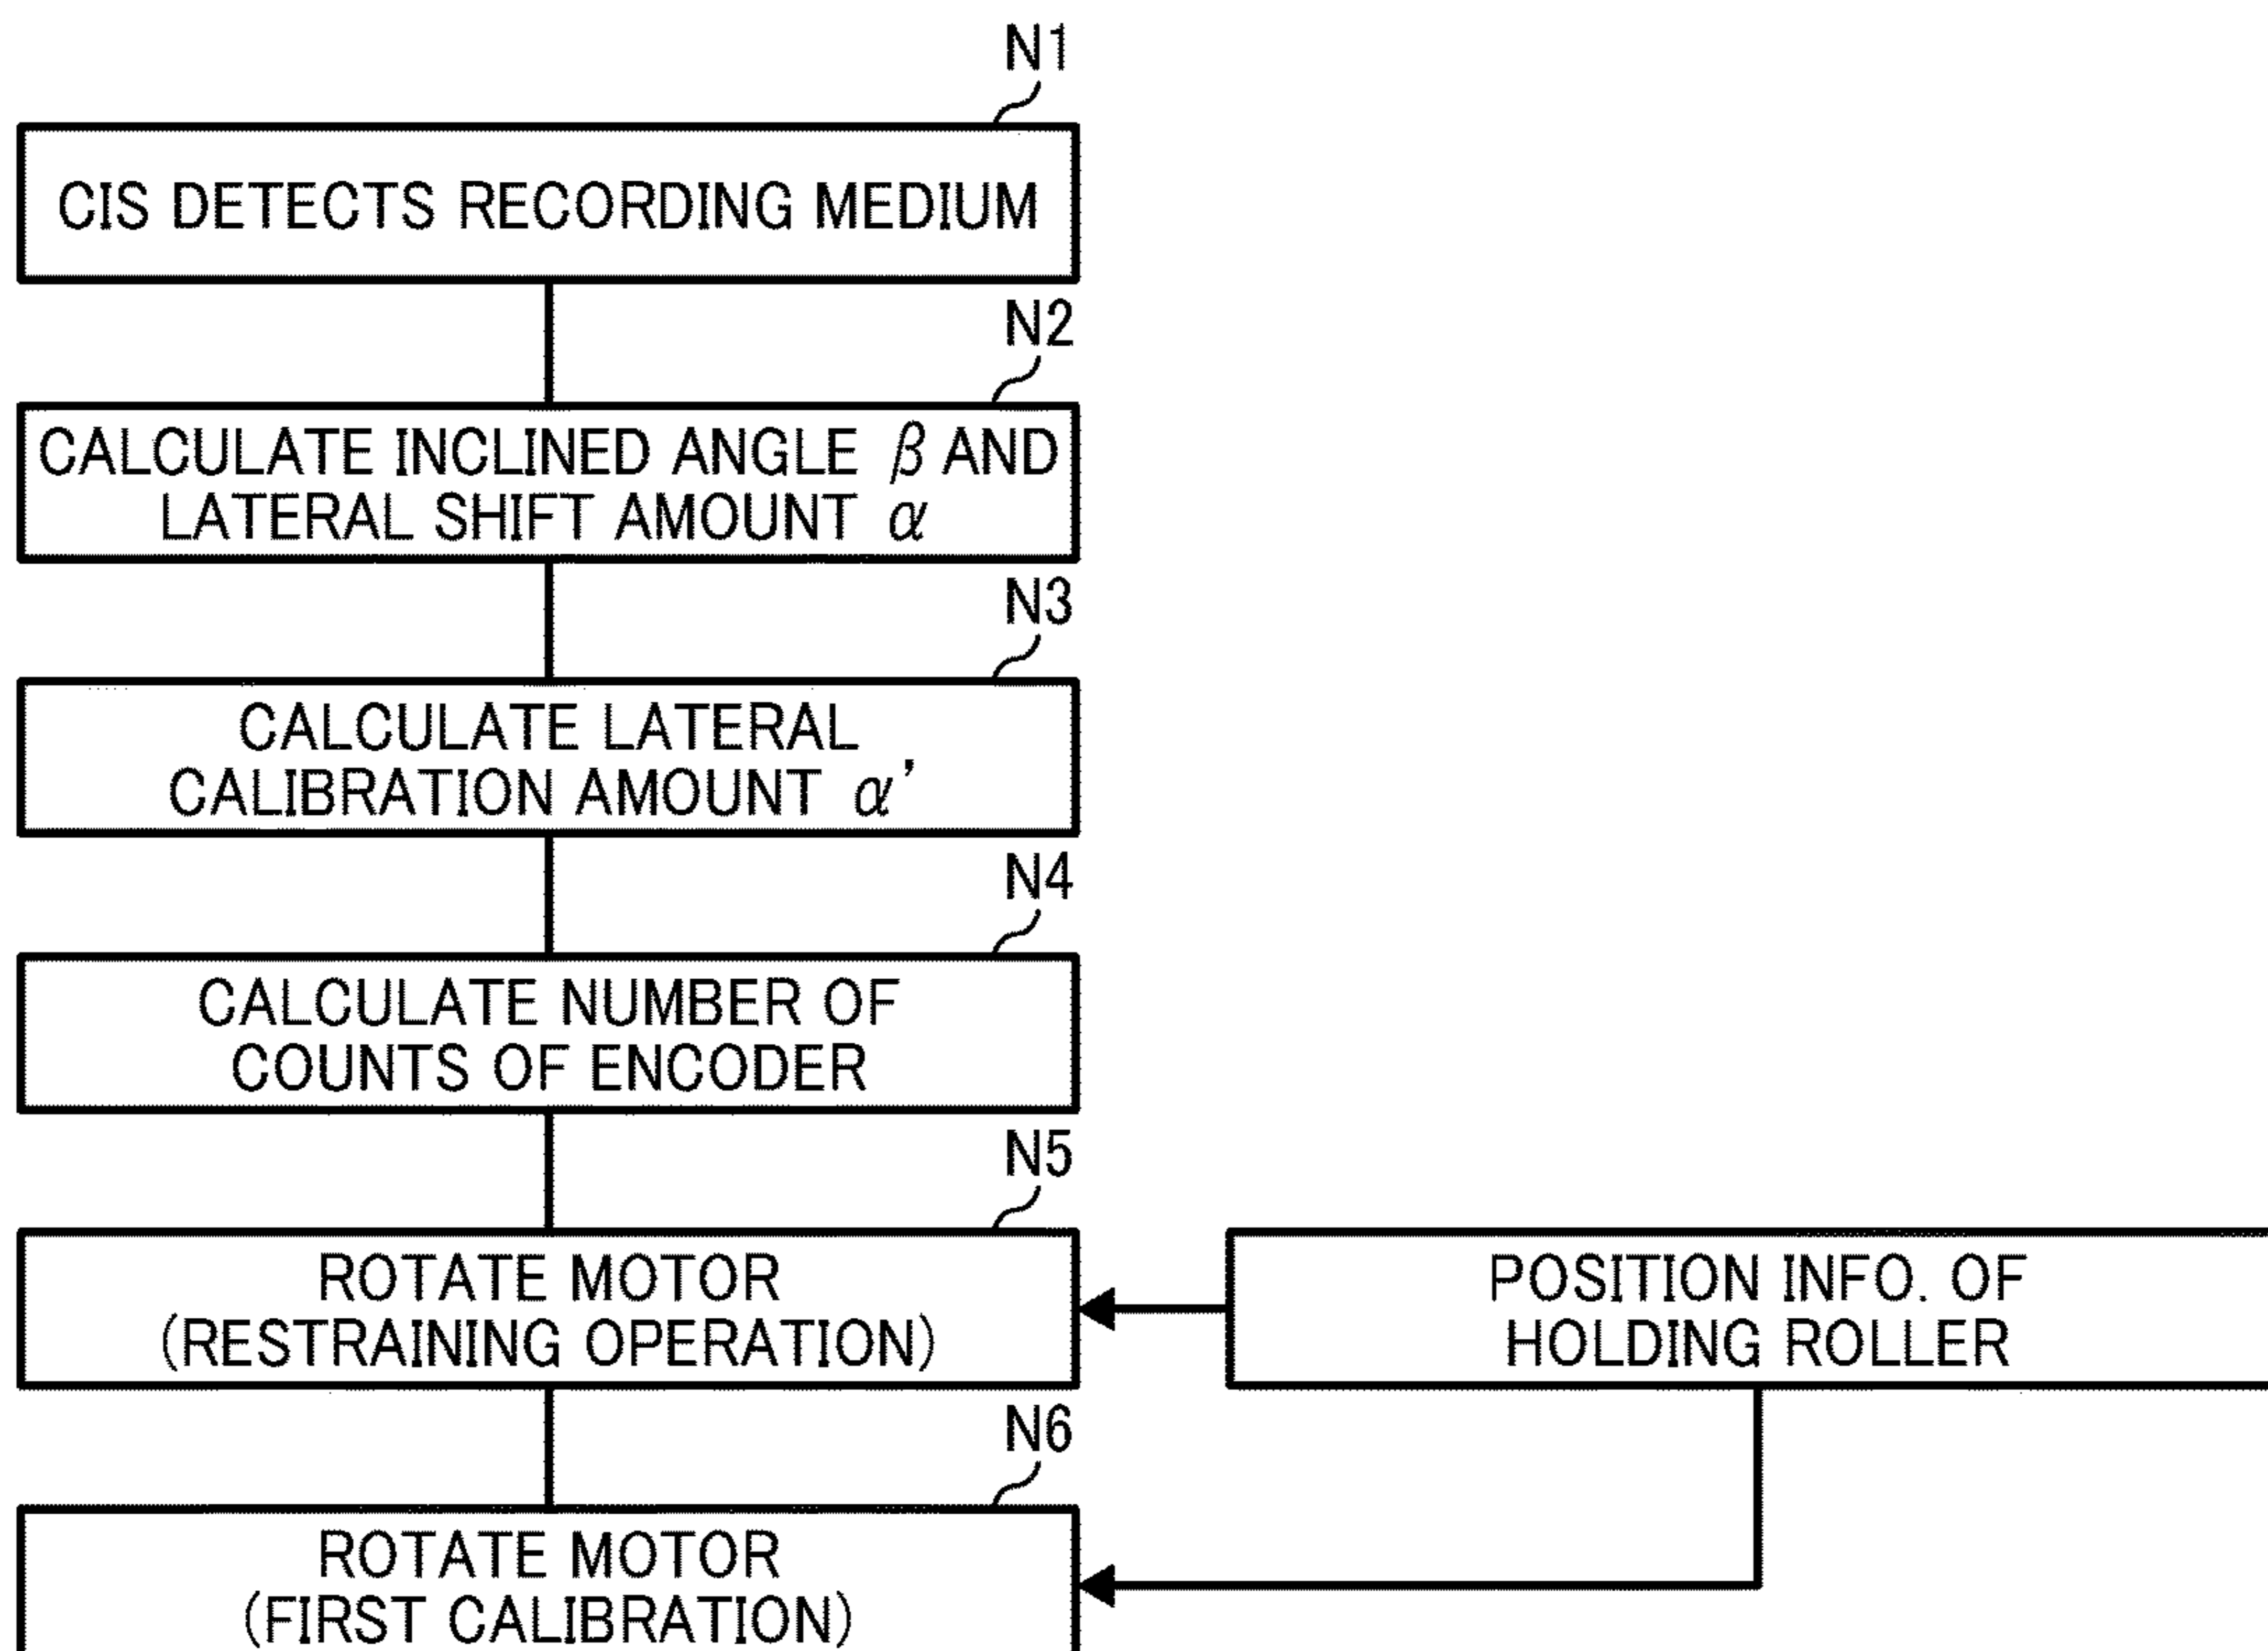 N1
CIS DETECTS RECORDING MEDIUM
N2
CALCULATE INCLINED ANGLE β AND
LATERAL SHIFT AMOUNT α
N3
CALCULATE LATERAL
CALIBRATION AMOUNT α’
N4
CALCULATE NUMBER OF
COUNTS OF ENCODER
N5
ROTATE MOTOR
(RESTRAINING OPERATION)
POSITION INFO. OF
HOLDING ROLLER
N6
ROTATE MOTOR
(FIRST CALIBRATION)